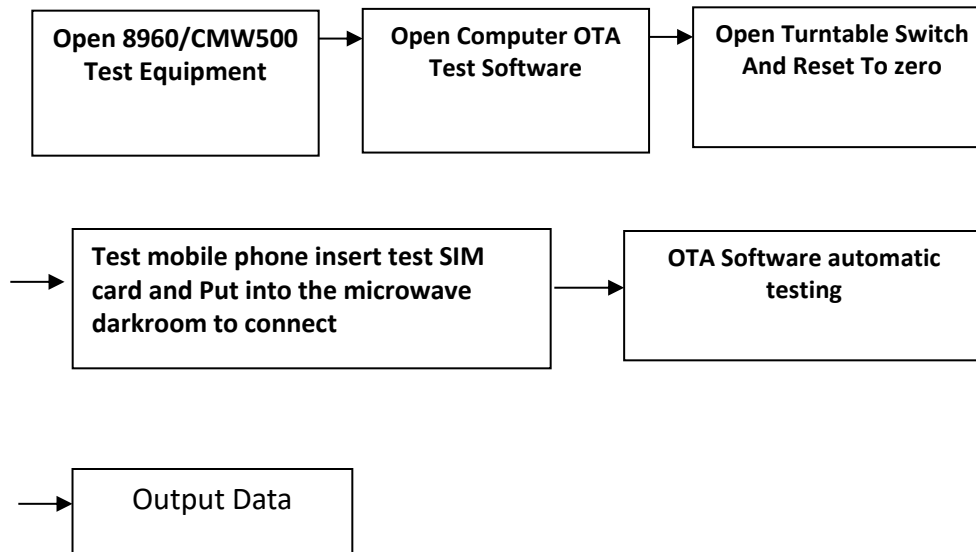 Open 8960/CMW500
Test Equipment
Open Computer OTA
Test Software
Open Turntable Switch
And Reset To zero
Test mobile phone insert test SIM
card and Put into the microwave
darkroom to connect
OTA Software automatic
testing
Output Data